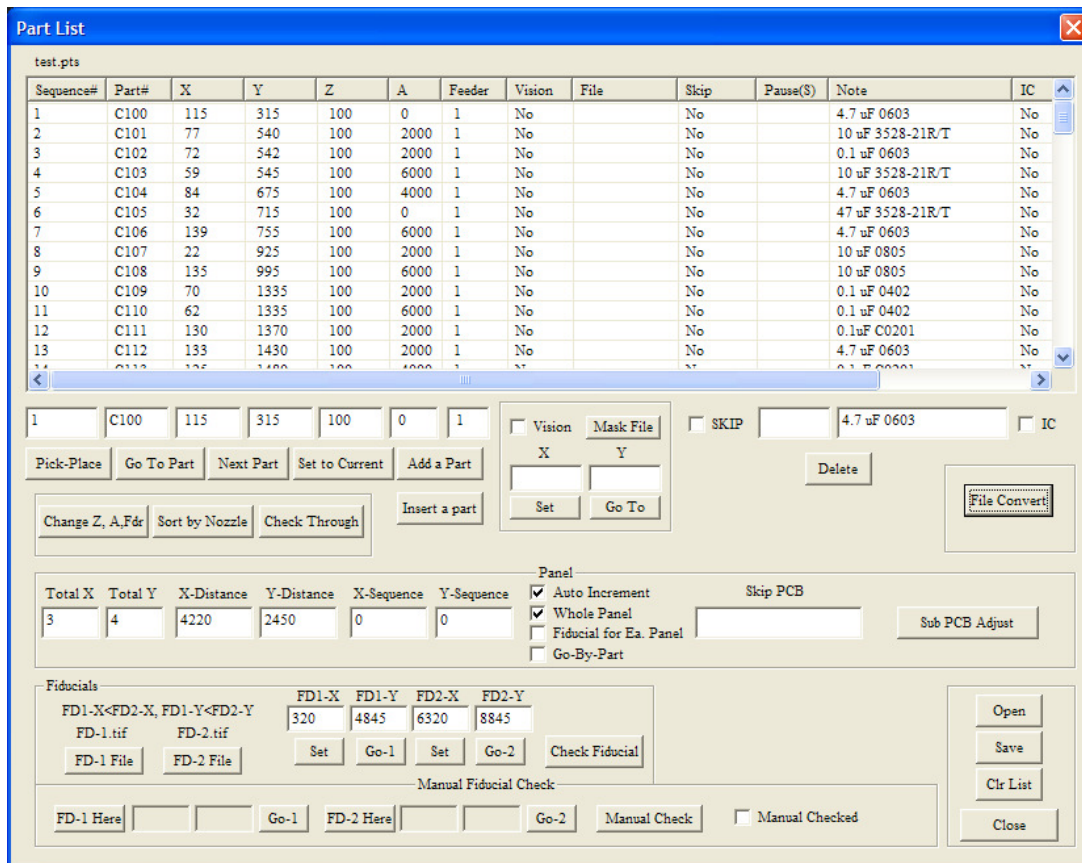 Part List
test.pts
Sequence# Part# X Y Z A Feeder Vision File Skip Pause(S) Note IC
1 C100 115 315 100 0 1 No No 4.7 uF 0603 No
2 C101 77 540 100 2000 1 No No 10 uF 3528-21R/T No
3 C102 72 542 100 2000 1 No No 0.1 uF 0603 No
4 C103 59 545 100 6000 1 No No 10 uF 3528-21R/T No
5 C104 84 675 100 4000 1 No No 4.7 uF 0603 No
6 C105 32 715 100 0 1 No No 47 uF 3528-21R/T No
7 C106 139 755 100 6000 1 No No 4.7 uF 0603 No
8 C107 22 925 100 2000 1 No No 10 uF 0805 No
9 C108 135 995 100 6000 1 No No 10 uF 0805 No
10 C109 70 1335 100 2000 1 No No 0.1 uF 0402 No
11 C110 62 1335 100 6000 1 No No 0.1 uF 0402 No
12 C111 130 1370 100 2000 1 No No 0.1uF C0201 No
13 C112 133 1430 100 2000 1 No No 4.7 uF 0603 No
1 C100 115 315 100 0 1 Vision Mask File SKIP 4.7 uF 0603 IC
X Y
Pick-Place Go To Part Next Part Set to Current Add a Part Delete
Insert a part Set Go To File Convert
Change Z, A,Fdr Sort by Nozzle Check Through
Panel
Total X Total Y X-Distance Y-Distance X-Sequence Y-Sequence Auto Increment Skip PCB
3 4 4220 2450 0 0 Whole Panel Sub PCB Adjust
Fiducial for Ea. Panel
Go-By-Part
Fiducials
FD1-X<FD2-X, FD1-Y<FD2-Y FD1-X FD1-Y FD2-X FD2-Y
320 4845 6320 8845
FD-1.tif FD-2.tif
FD-1 File FD-2 File Set Go-1 Set Go-2 Check Fiducial
Open
Save
Clr List
Close
Manual Fiducial Check
FD-1 Here Go-1 FD-2 Here Go-2 Manual Check Manual Checked